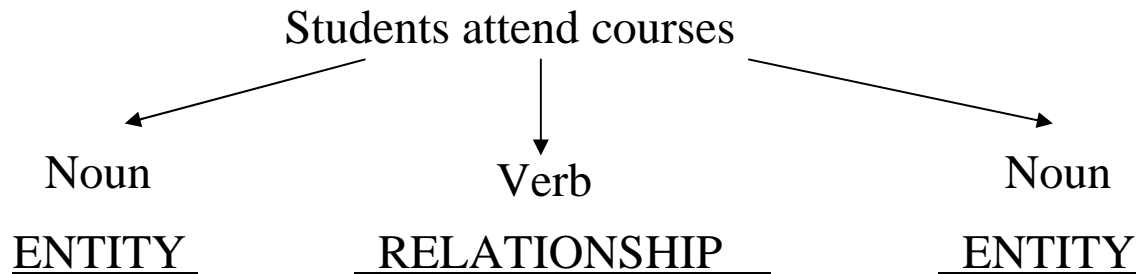 Students attend courses
Noun Verb Noun
ENTITY RELATIONSHIP ENTITY